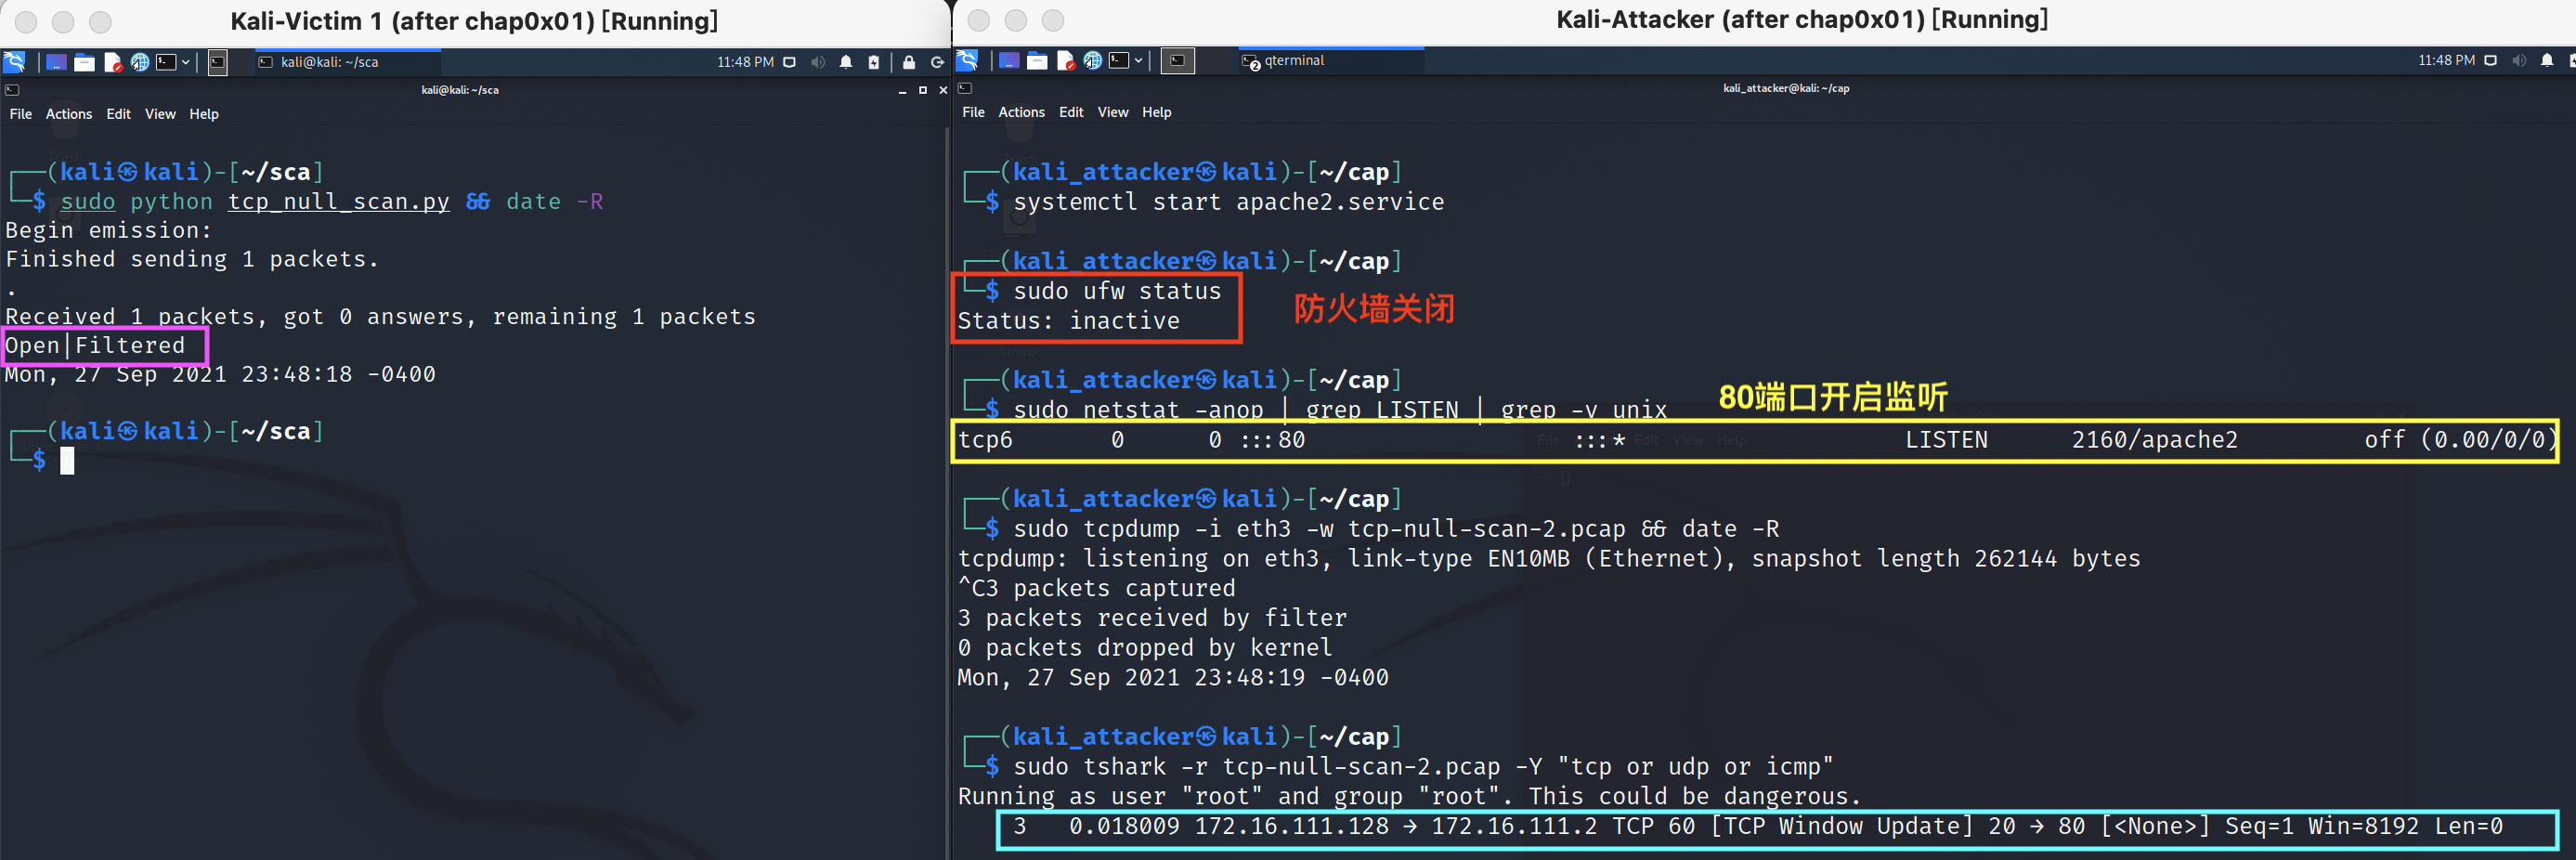 Kali-Victim 1 (after chap0x01) [Running]
kali@kali: ~/sca
11:48 PM
kali@kali: ~/sca
File Actions Edit View Help
┌──(kali㉿kali)-[~/sca]
└─$ sudo python tcp_null_scan.py && date -R
Begin emission:
Finished sending 1 packets.
.
Received 1 packets, got 0 answers, remaining 1 packets
Open|Filtered
Mon, 27 Sep 2021 23:48:18 -0400
┌──(kali㉿kali)-[~/sca]
└─$
Kali-Attacker (after chap0x01) [Running]
2
qterminal
11:48 PM
kali_attacker@kali: ~/cap
File Actions Edit View Help
┌──(kali_attacker㉿kali)-[~/cap]
└─$ systemctl start apache2.service
┌──(kali_attacker㉿kali)-[~/cap]
└─$ sudo ufw status
Status: inactive
防火墙关闭
┌──(kali_attacker㉿kali)-[~/cap]
└─$ sudo netstat -anop | grep LISTEN | grep -v unix
80端口开启监听
tcp6 0 0 :::80 :::* LISTEN 2160/apache2 off (0.00/0/0)
┌──(kali_attacker㉿kali)-[~/cap]
└─$ sudo tcpdump -i eth3 -w tcp-null-scan-2.pcap && date -R
tcpdump: listening on eth3, link-type EN10MB (Ethernet), snapshot length 262144 bytes
^C3 packets captured
3 packets received by filter
0 packets dropped by kernel
Mon, 27 Sep 2021 23:48:19 -0400
┌──(kali_attacker㉿kali)-[~/cap]
└─$ sudo tshark -r tcp-null-scan-2.pcap -Y "tcp or udp or icmp"
Running as user "root" and group "root". This could be dangerous.
3 0.018009 172.16.111.128 → 172.16.111.2 TCP 60 [TCP Window Update] 20 → 80 [<None>] Seq=1 Win=8192 Len=0